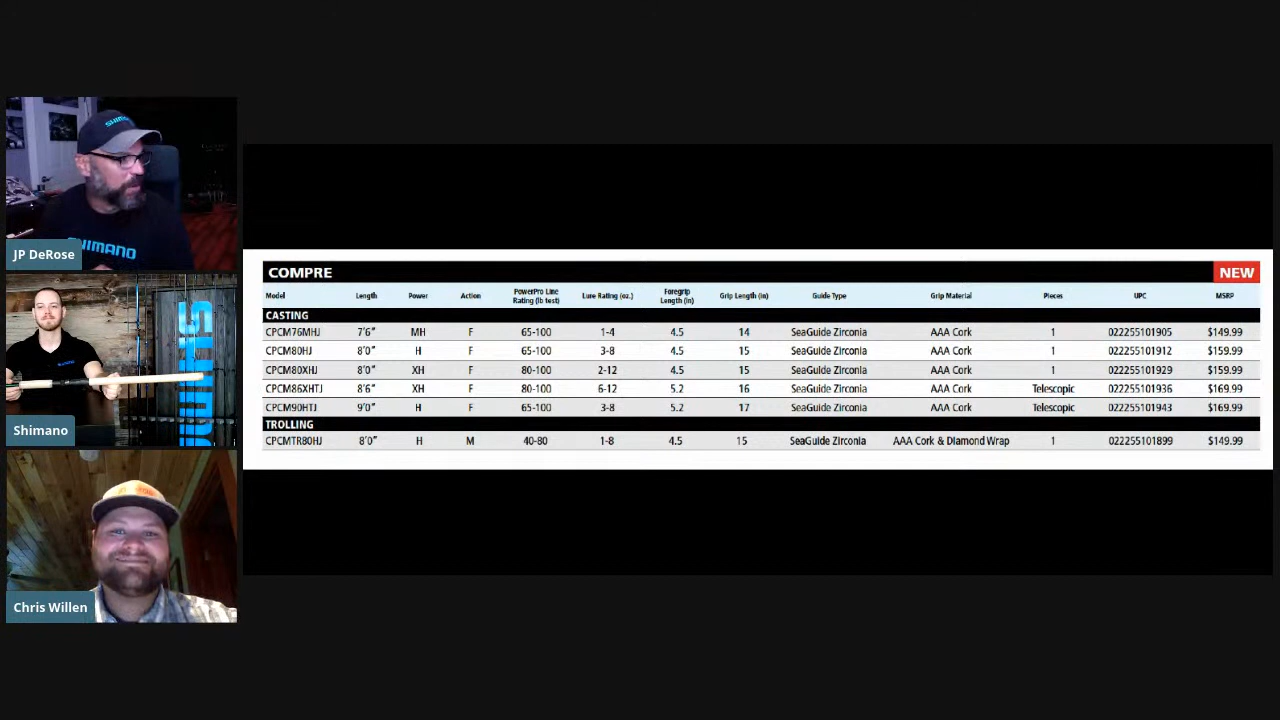 SHIMANO
SHIMANO
JP DeRose
Shimano
Chris Willen
COMPRE NEW
Model Length Power Action PowerPro Line Rating (lb test) Lure Rating (oz.) Foregrip Length (in) Grip Length (in) Guide Type Grip Material Pieces UPC MSRP
CASTING
CPCM76MHJ 7'6" MH F 65-100 1-4 4.5 14 SeaGuide Zirconia AAA Cork 1 022255101905 $149.99
CPCM80HJ 8'0" H F 65-100 3-8 4.5 15 SeaGuide Zirconia AAA Cork 1 022255101912 $159.99
CPCM80XHJ 8'0" XH F 80-100 2-12 4.5 15 SeaGuide Zirconia AAA Cork 1 022255101929 $159.99
CPCM86XHTJ 8'6" XH F 80-100 6-12 5.2 16 SeaGuide Zirconia AAA Cork Telescopic 022255101936 $169.99
CPCM90HTJ 9'0" H F 65-100 3-8 5.2 17 SeaGuide Zirconia AAA Cork Telescopic 022255101943 $169.99
TROLLING
CPCMTR80HJ 8'0" H M 40-80 1-8 4.5 15 SeaGuide Zirconia AAA Cork & Diamond Wrap 1 022255101899 $149.99